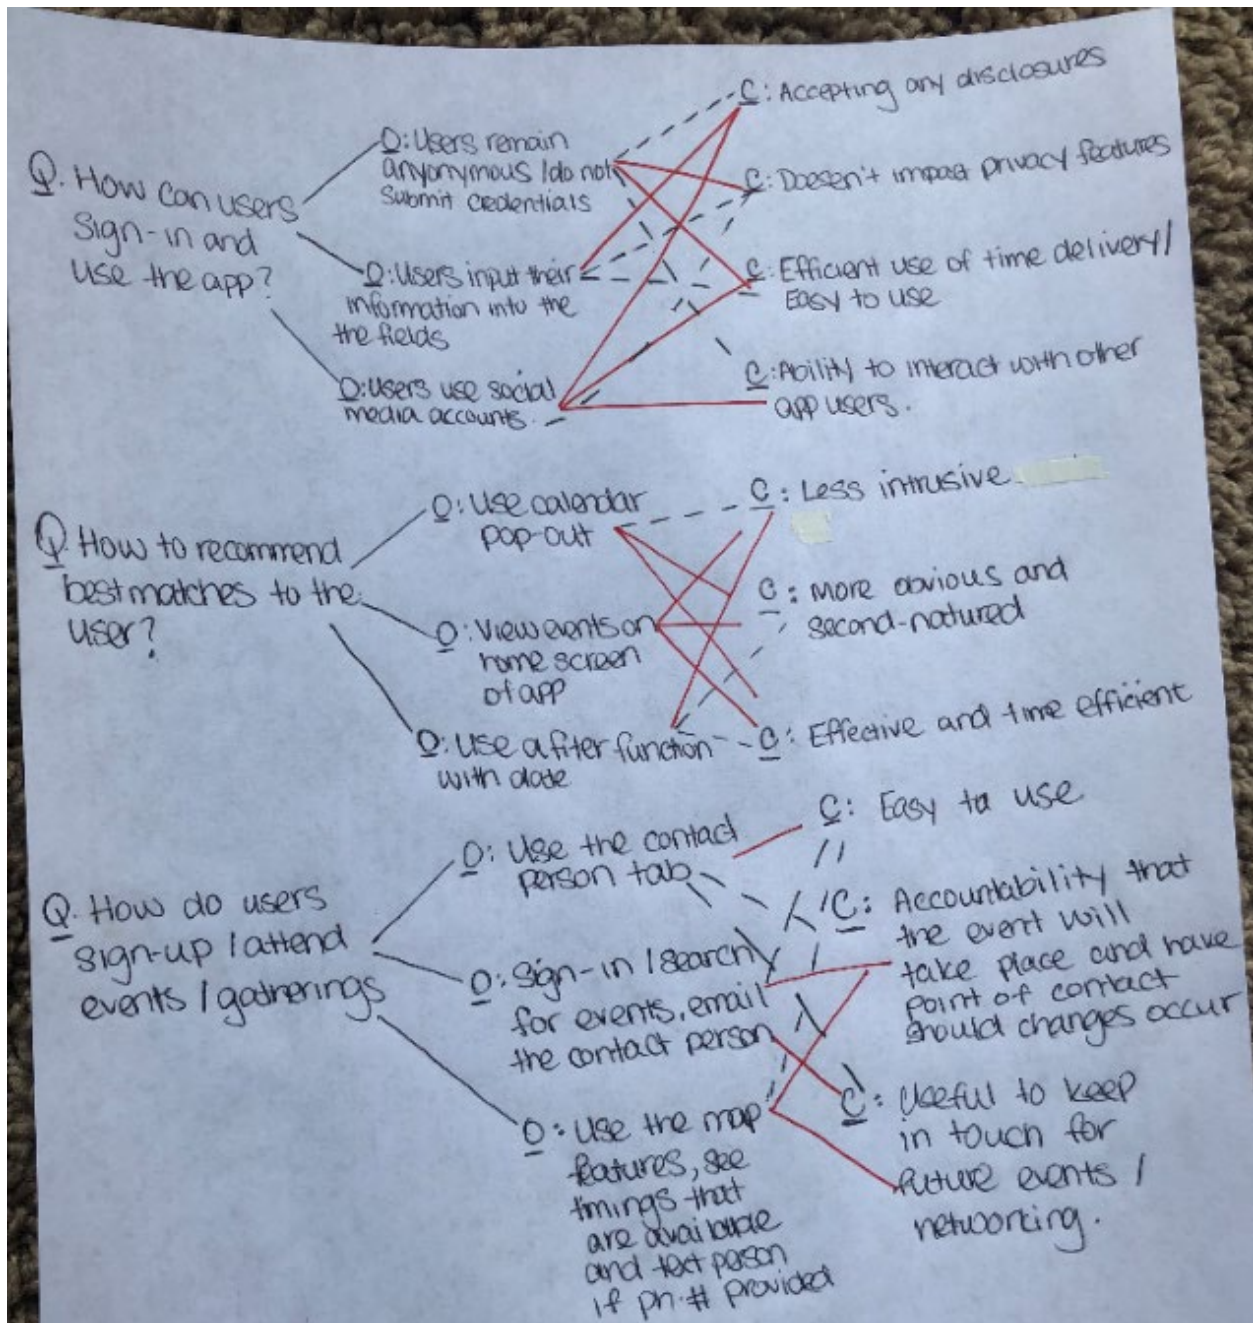 Q. How can users
Sign-in and
use the app?
O: Users remain
anyonymous / do not
submit credentials
O: Users input their
information into the
the fields
O: Users use social
media accounts.
C: Accepting any disclosures
C: Doesen't impact privacy features
C: Efficient use of time delivery /
Easy to use
C: Ability to interact with other
app users.
Q. How to recommend
best matches to the
user?
O: Use calendar
pop-out
O: View events on
home screen
of app
O: Use a filter function
with date
C: Less intrusive
C: More obvious and
second-natured
C: Effective and time efficient
Q. How do users
sign-up / attend
events / gatherings
O: Use the contact
person tab
O: Sign-in / search
for events, email
the contact person
O: Use the map
features, see
timings that
are available
and text person
if ph.# provided
C: Easy to use
C: Accountability that
the event will
take place and have
point of contact
should changes occur
C: Useful to keep
in touch for
future events /
networking.